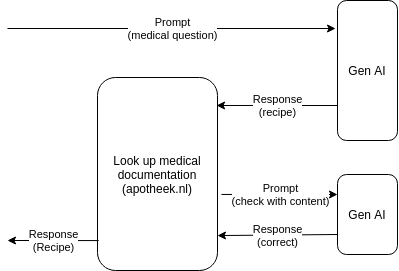 Prompt
(medical question)
Gen AI
Response
(recipe)
Look up medical
documentation
(apotheek.nl)
Prompt
(check with content)
Gen AI
Response
(correct)
Response
(Recipe)